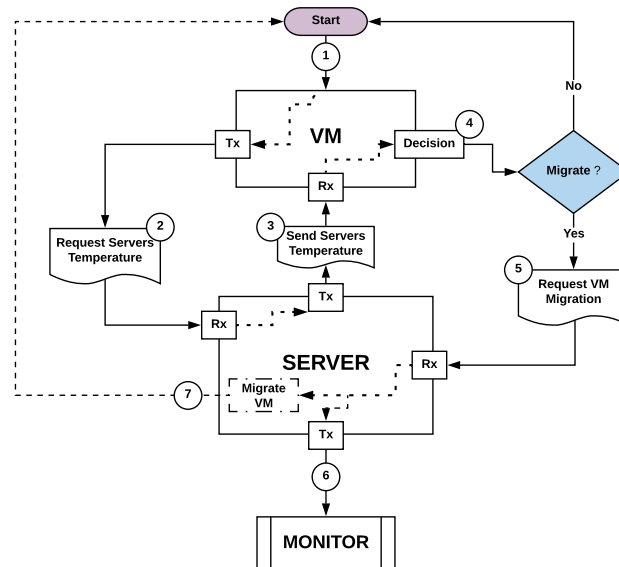 Start
1
No
4
Tx
VM
Decision
Migrate ?
Rx
2
3
Request Servers
Temperature
Send Servers
Temperature
Yes
5
Request VM
Migration
Tx
Rx
SERVER
Rx
Migrate
VM
7
Tx
6
MONITOR